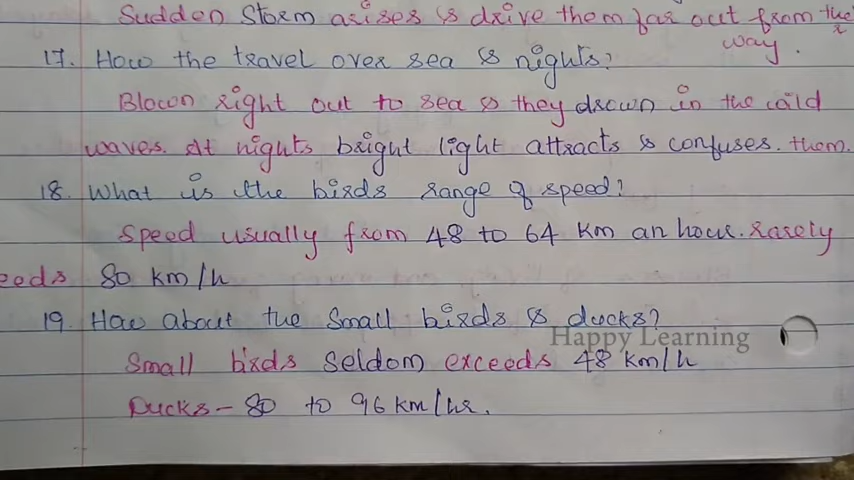 Sudden Storm arises & drive them far out from the
way.
17. How the travel over sea & nights?
Blown right out to sea & they drown in the cold
waves. At nights bright light attracts & confuses. them.
18. What is the birds range of speed?
Speed usually from 48 to 64 Km an hour. rarely
eeds 80 km/h
19. How about the Small birds & ducks?
Happy Learning
Small birds Seldom exceeds 48 km/h
Ducks - 80 to 96 km/hr.